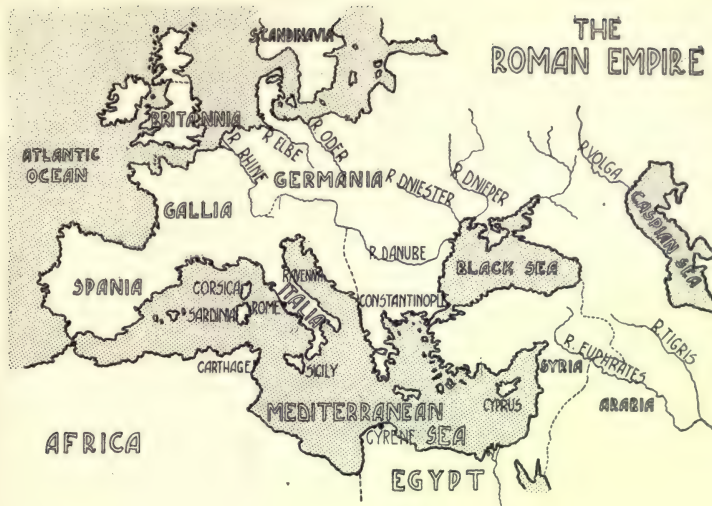 THE
ROMAN EMPIRE
SCANDINAVIA
BRITANNIA
ATLANTIC
OCEAN
R. RHINE
R. ELBE
R. ODER
GERMANIA
R DNIESTER
R. DNIEPER
R. VOLGA
CASPIAN SEA
GALLIA
R. DANUBE
BLACK SEA
SPANIA
CORSICA
SARDINIA
RAVENNA
ROME
ITALIA
CONSTANTINOPLE
CARTHAGE
SICILY
SYRIA
R. EUPHRATES
R. TIGRIS
ARABIA
MEDITERRANEAN
SEA
CYPRUS
CYRENE
AFRICA
EGYPT